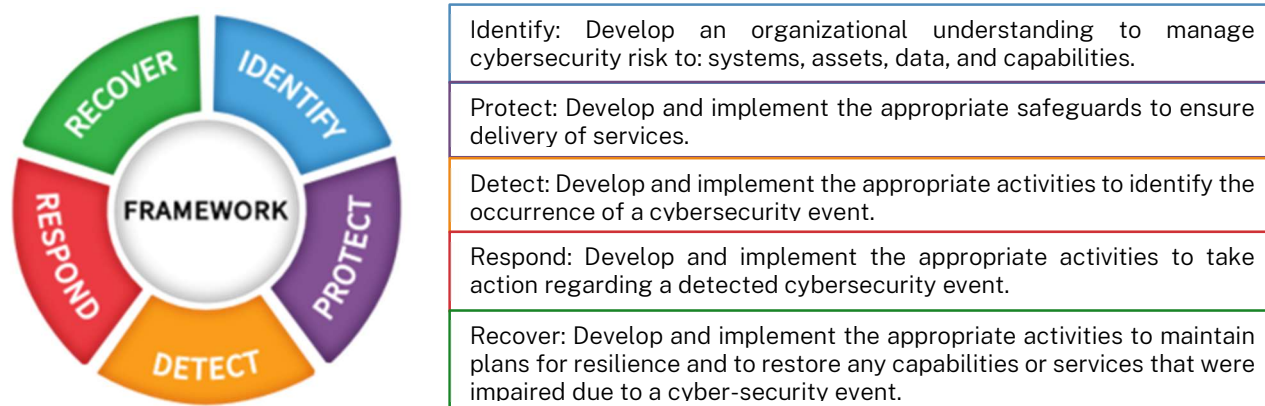 RECOVER
IDENTIFY
FRAMEWORK
RESPOND
PROTECT
DETECT
Identify: Develop an organizational understanding to manage
cybersecurity risk to: systems, assets, data, and capabilities.
Protect: Develop and implement the appropriate safeguards to ensure
delivery of services.
Detect: Develop and implement the appropriate activities to identify the
occurrence of a cybersecurity event.
Respond: Develop and implement the appropriate activities to take
action regarding a detected cybersecurity event.
Recover: Develop and implement the appropriate activities to maintain
plans for resilience and to restore any capabilities or services that were
impaired due to a cyber-security event.